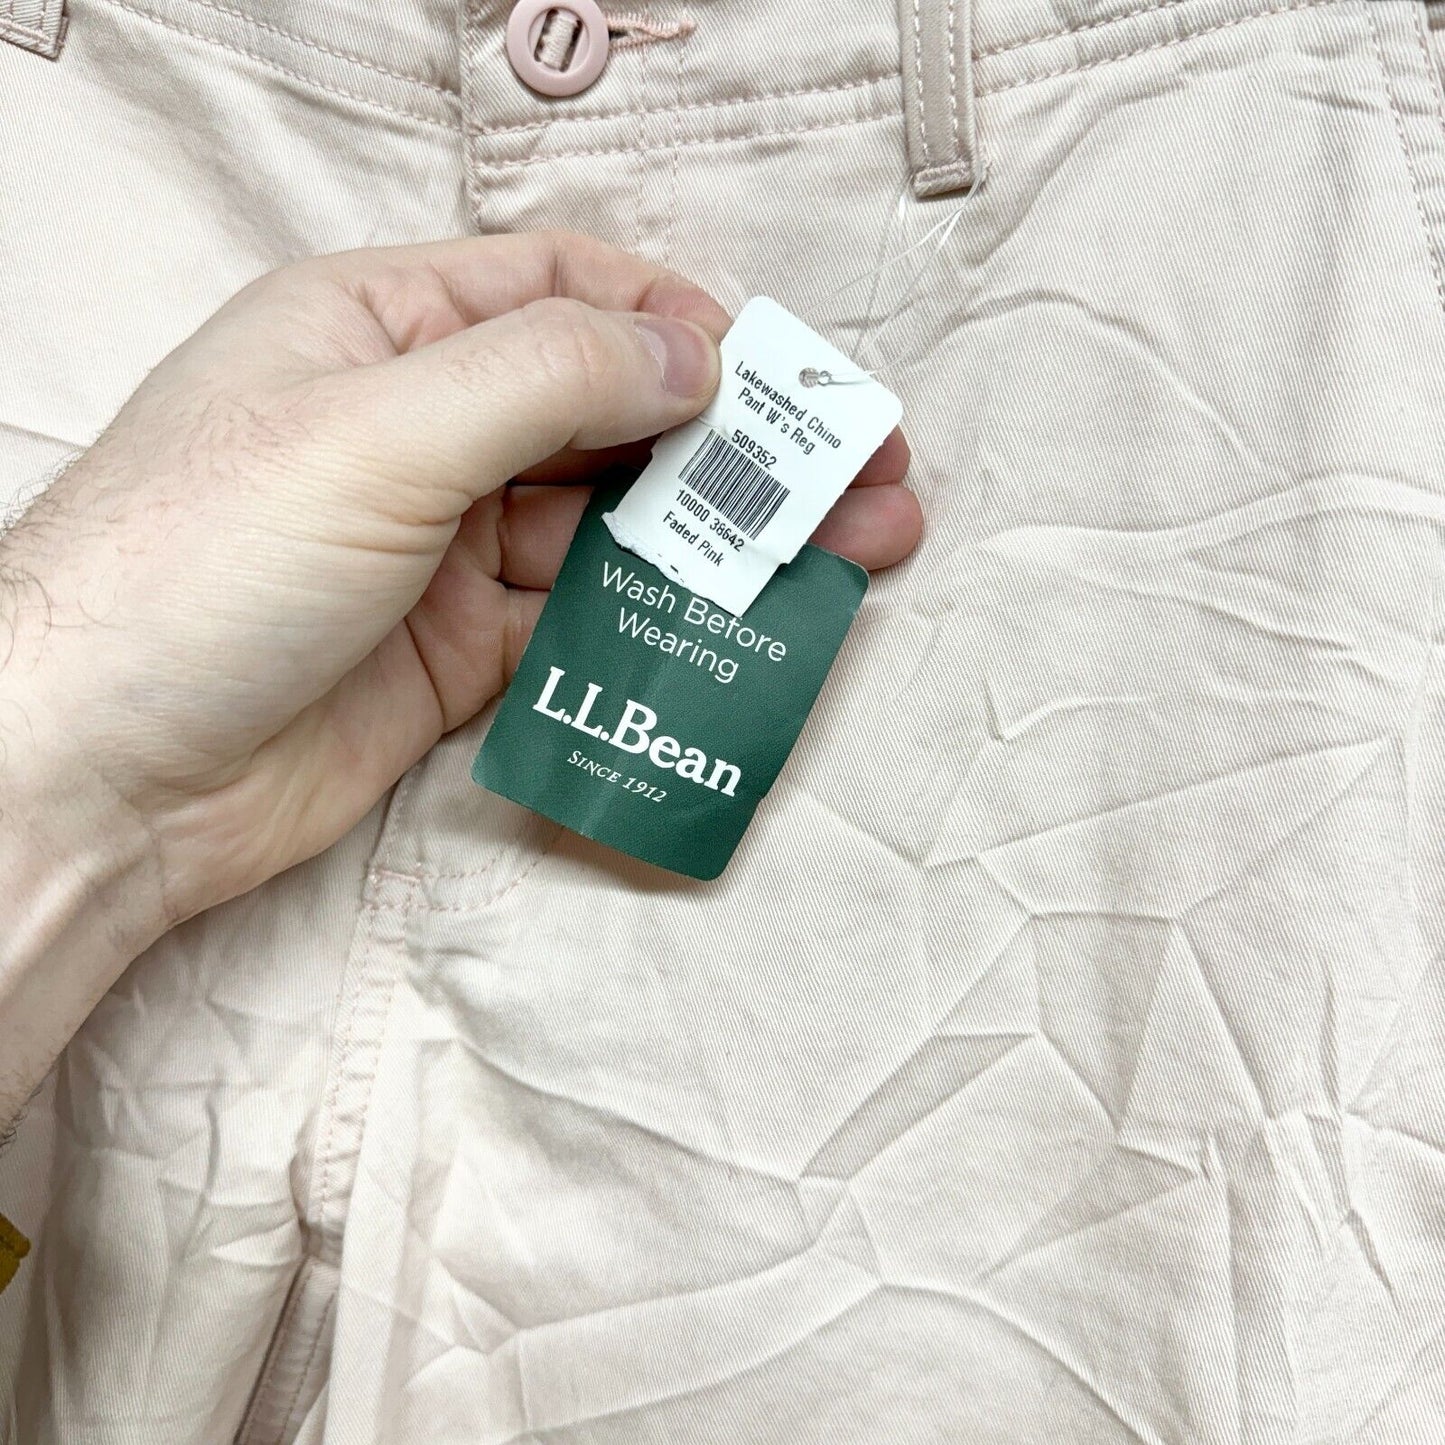 Lakewashed Chino
Pant W's Reg
509352
10000 38642
Faded Pink
Wash Before
Wearing
L.L.Bean
SINCE 1912